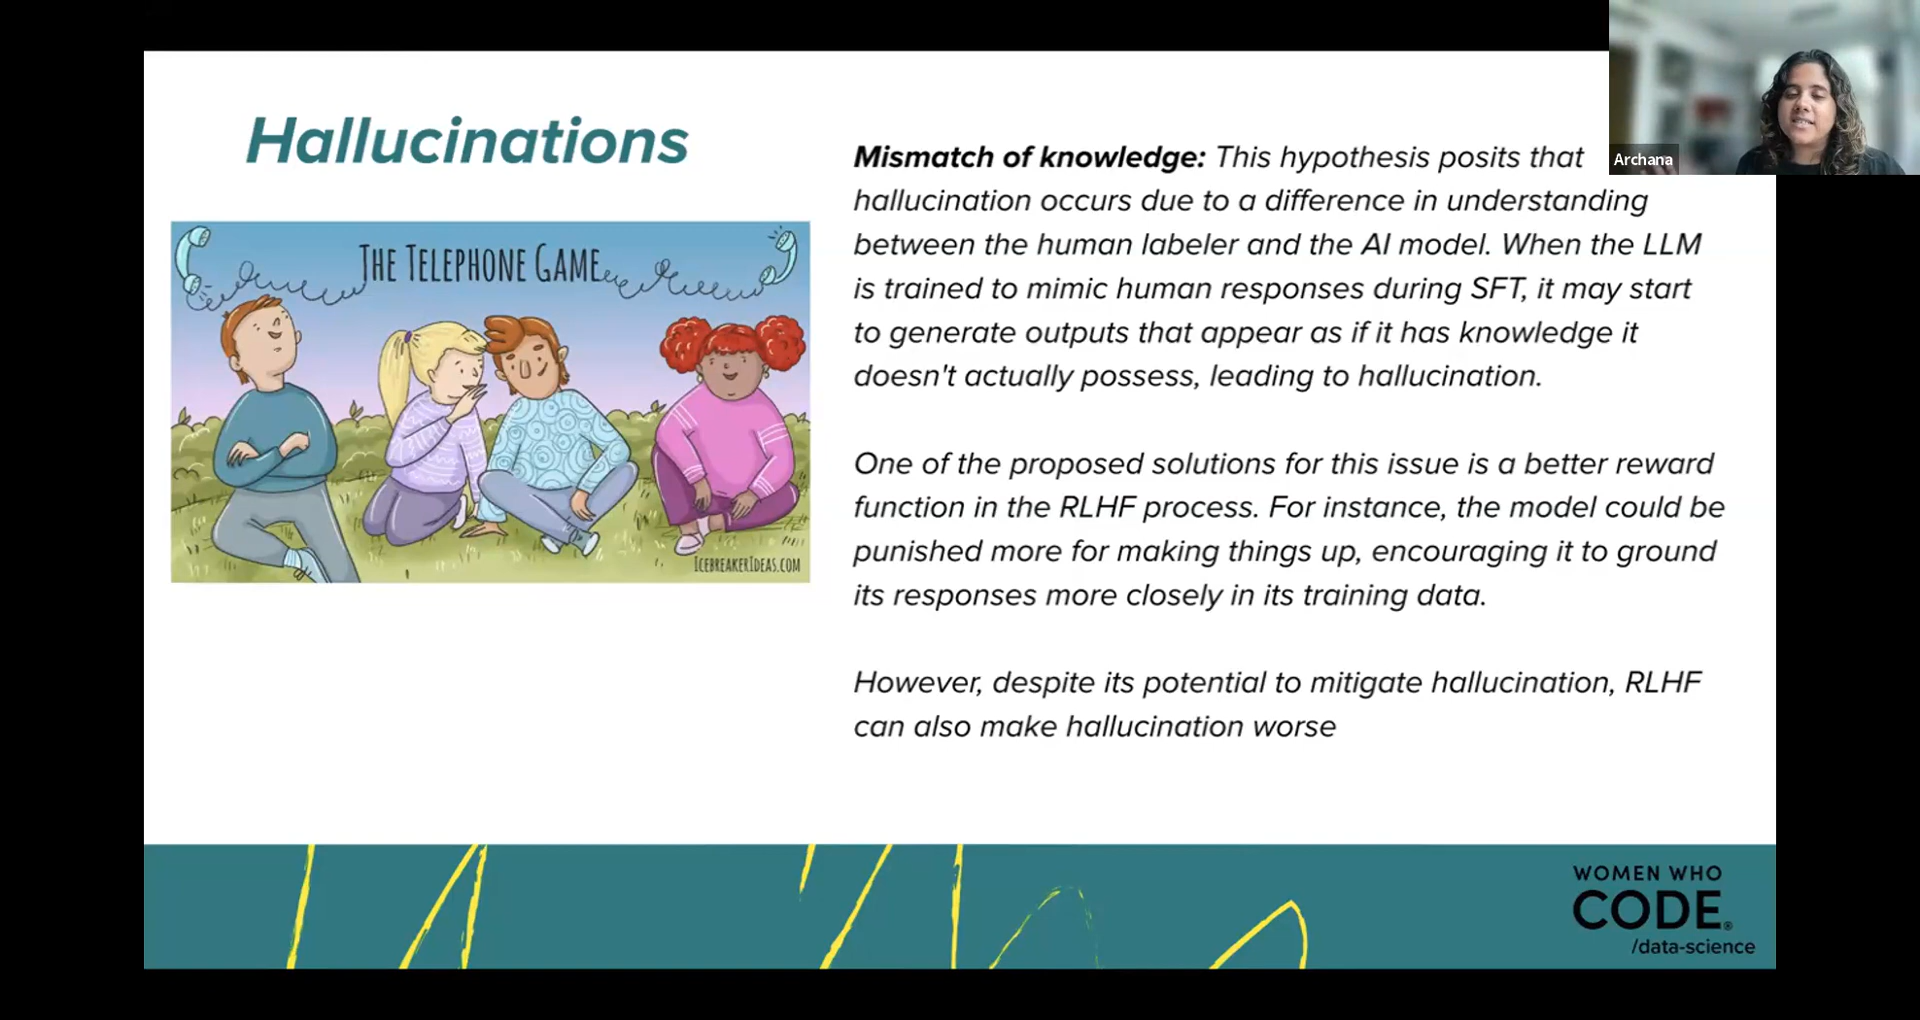 Hallucinations
THE TELEPHONE GAME
ICEBREAKERIDEAS.COM
Mismatch of knowledge: This hypothesis posits that
hallucination occurs due to a difference in understanding
between the human labeler and the AI model. When the LLM
is trained to mimic human responses during SFT, it may start
to generate outputs that appear as if it has knowledge it
doesn't actually possess, leading to hallucination.
One of the proposed solutions for this issue is a better reward
function in the RLHF process. For instance, the model could be
punished more for making things up, encouraging it to ground
its responses more closely in its training data.
However, despite its potential to mitigate hallucination, RLHF
can also make hallucination worse
Archana
WOMEN WHO
CODE®
/data-science